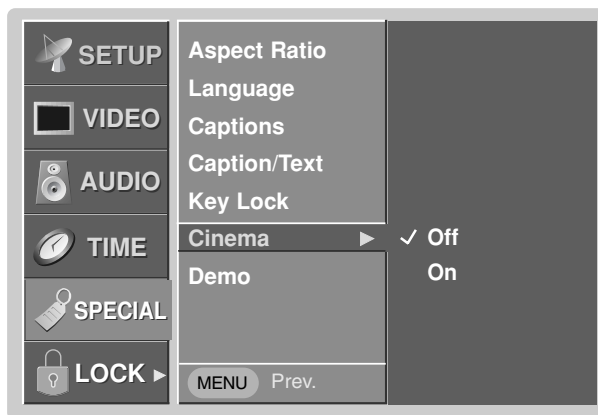 SETUP
VIDEO
AUDIO
TIME
SPECIAL
LOCK ►
Aspect Ratio
Language
Captions
Caption/Text
Key Lock
Cinema ►
Demo
MENU Prev.
✓ Off
On